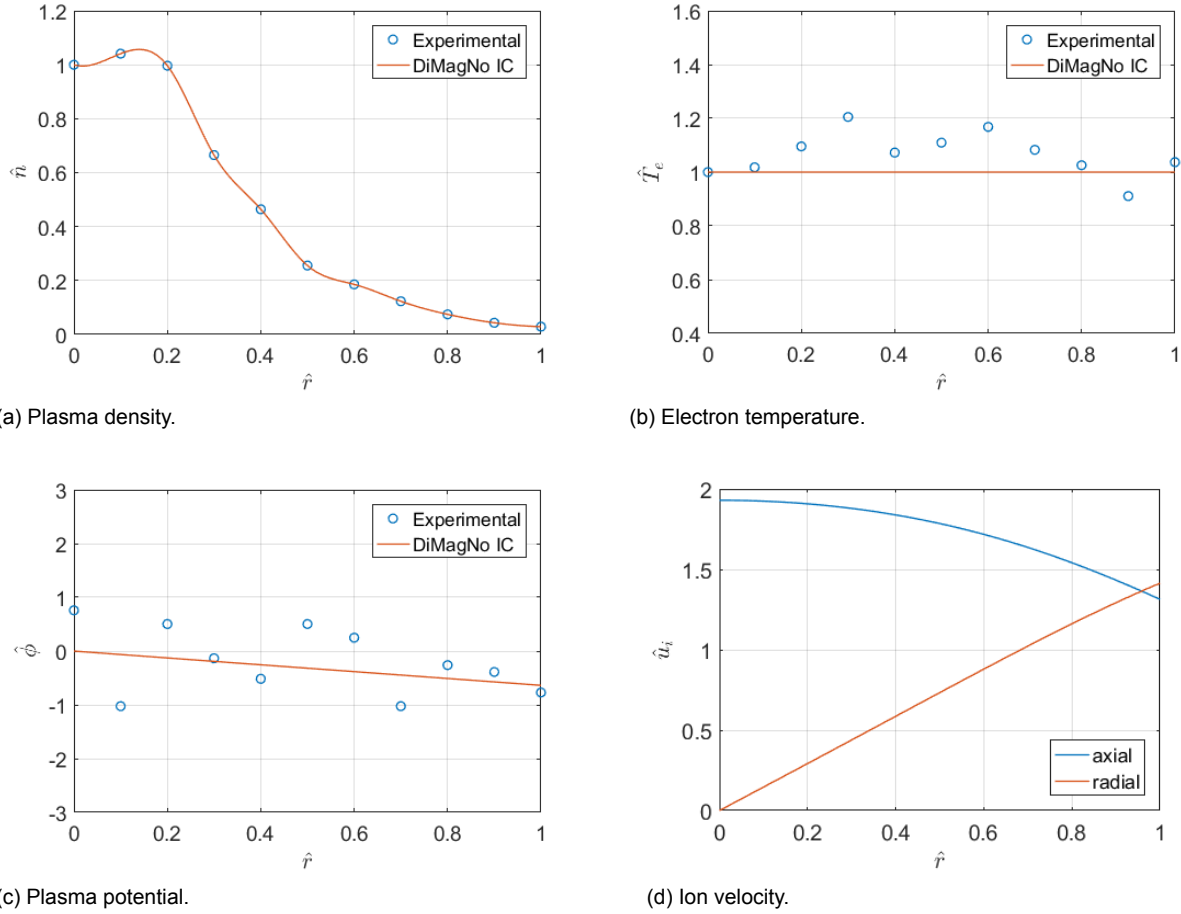 1.2
1
0.8
0.6
0.4
0.2
0
n̂
0 0.2 0.4 0.6 0.8 1
r̂
Experimental
DiMagNo IC
(a) Plasma density.
1.6
1.4
1.2
1
0.8
0.6
0.4
T̂e
0 0.2 0.4 0.6 0.8 1
r̂
Experimental
DiMagNo IC
(b) Electron temperature.
3
2
1
0
-1
-2
-3
ϕ̂
0 0.2 0.4 0.6 0.8 1
r̂
Experimental
DiMagNo IC
(c) Plasma potential.
2
1.5
1
0.5
0
ûi
0 0.2 0.4 0.6 0.8 1
r̂
axial
radial
(d) Ion velocity.